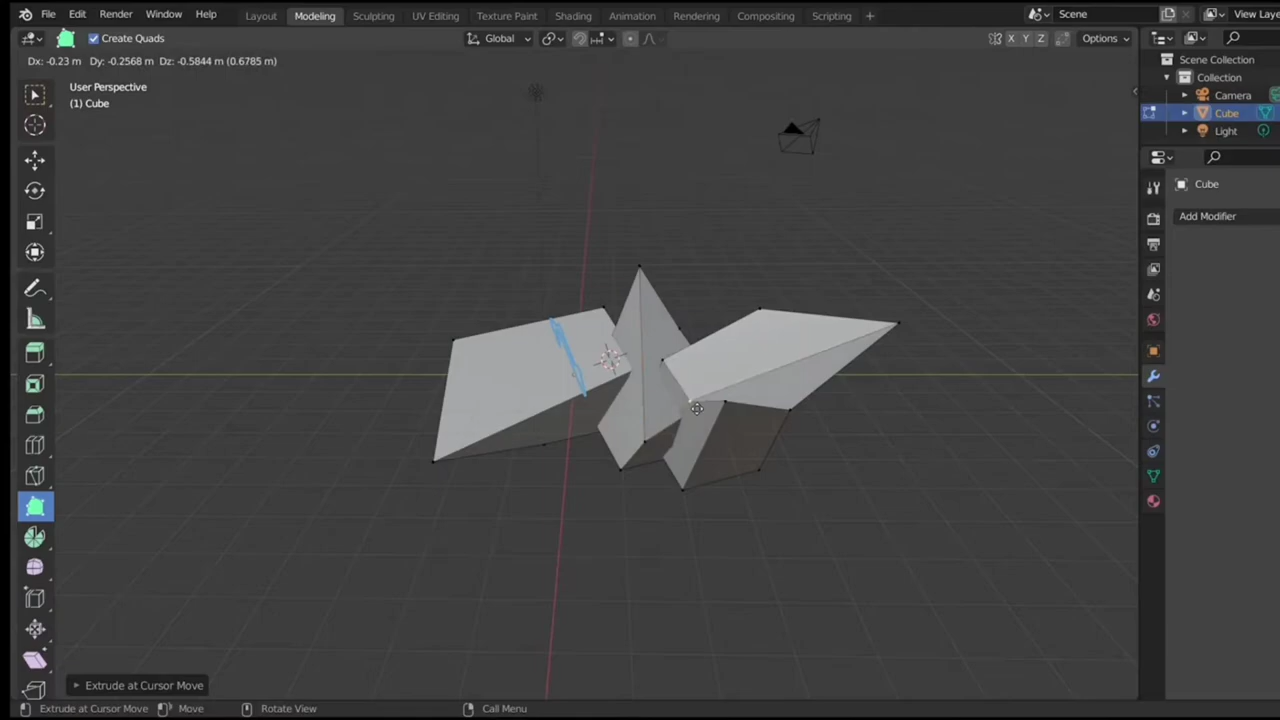 File Edit Render Window Help Layout Modeling Sculpting UV Editing Texture Paint Shading Animation Rendering Compositing Scripting + Scene View Laye
Create Quads Global X Y Z Options
Dx: -0.23 m Dy: -0.2568 m Dz: -0.5844 m (0.6785 m)
User Perspective
(1) Cube
Scene Collection
Collection
Camera
Cube
Light
Cube
Add Modifier
Extrude at Cursor Move
Extrude at Cursor Move Move Rotate View Call Menu